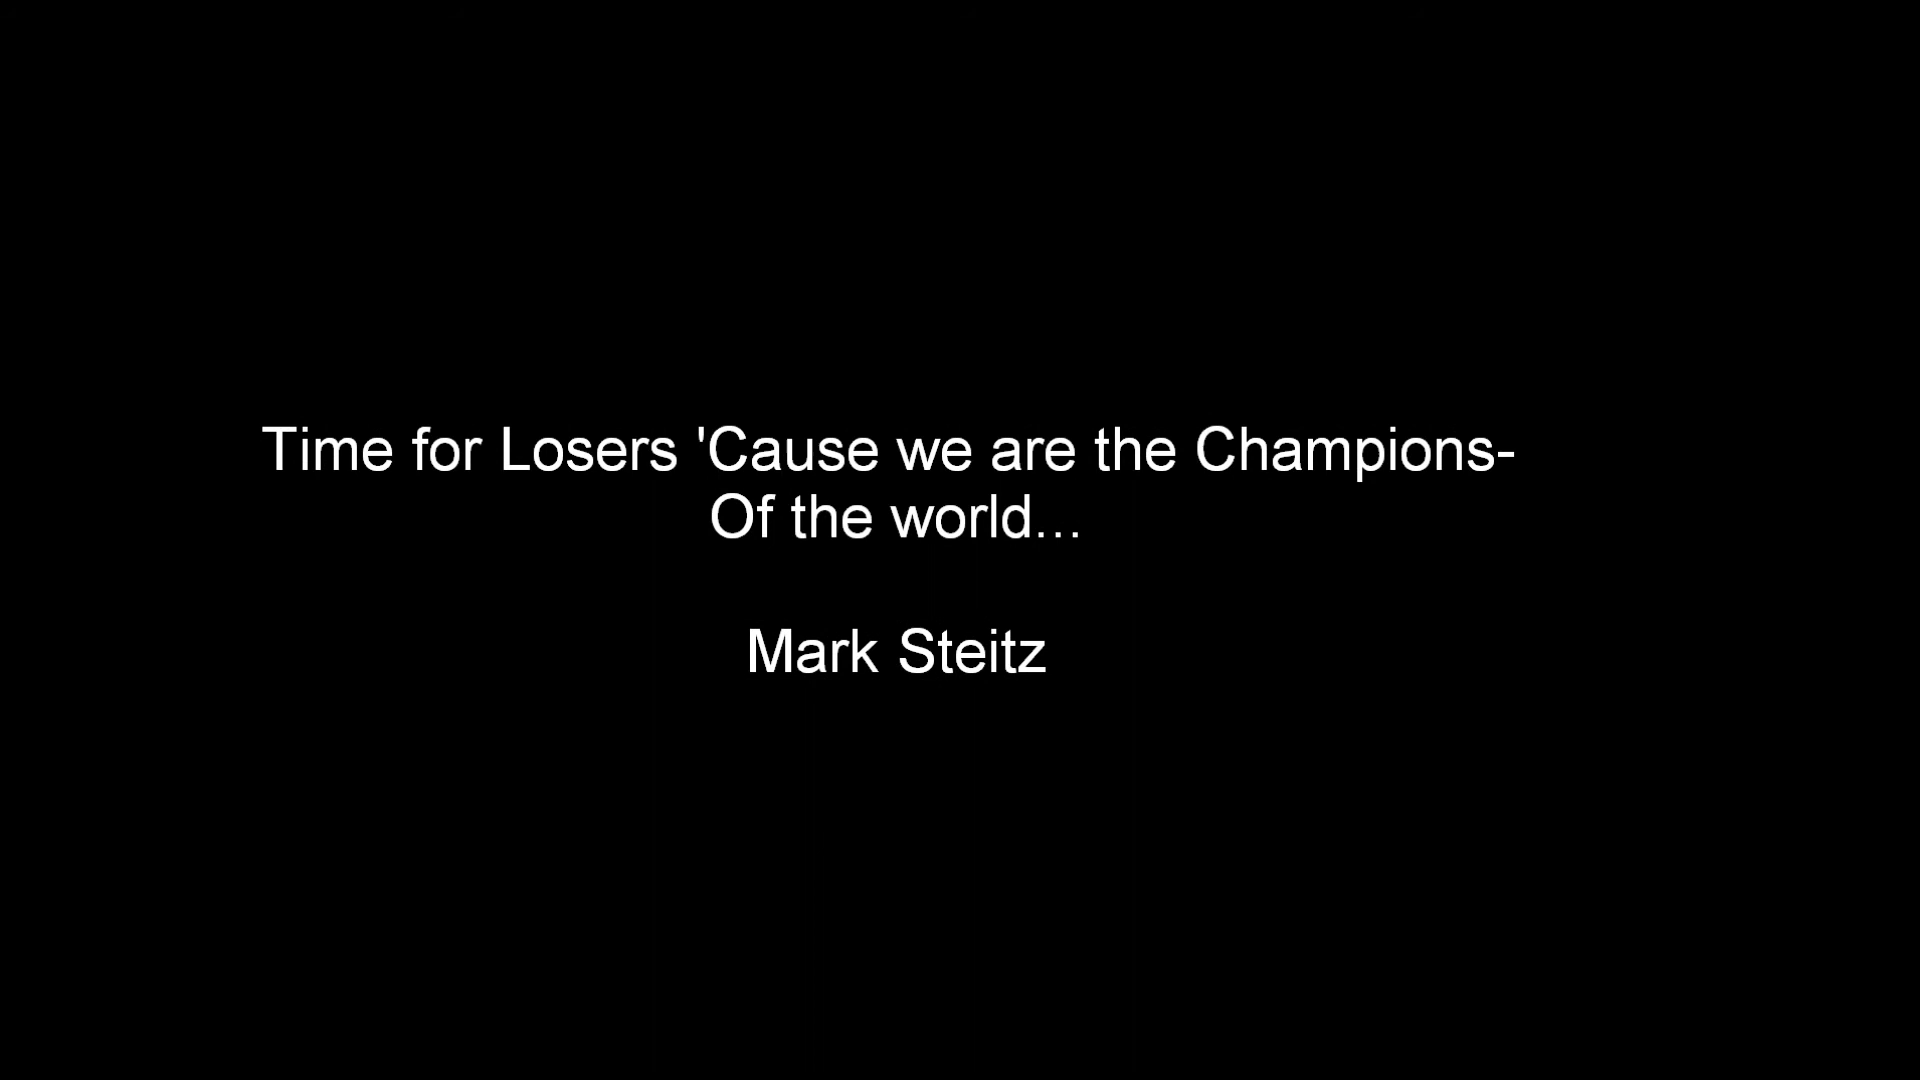 Time for Losers 'Cause we are the Champions-
Of the world...
Mark Steitz